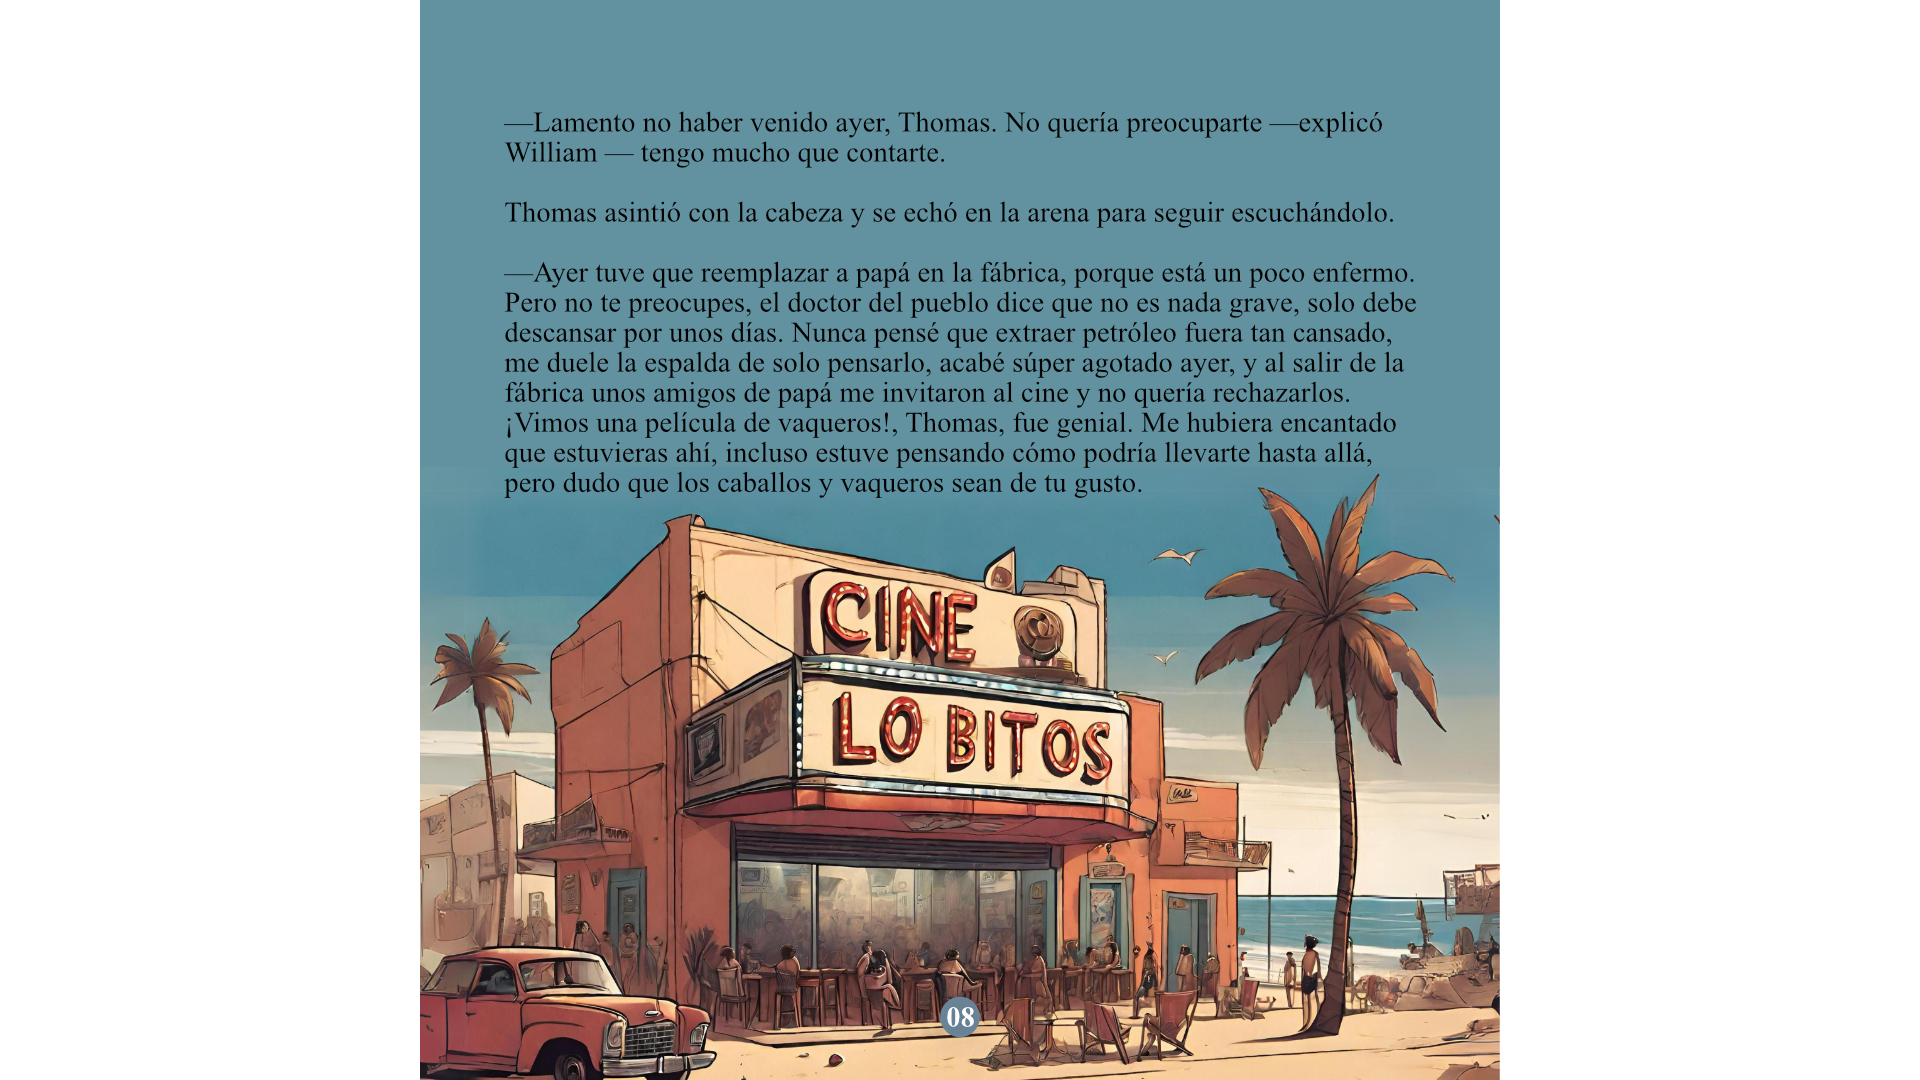 —Lamento no haber venido ayer, Thomas. No quería preocuparte —explicó
William — tengo mucho que contarte.
Thomas asintió con la cabeza y se echó en la arena para seguir escuchándolo.
—Ayer tuve que reemplazar a papá en la fábrica, porque está un poco enfermo.
Pero no te preocupes, el doctor del pueblo dice que no es nada grave, solo debe
descansar por unos días. Nunca pensé que extraer petróleo fuera tan cansado,
me duele la espalda de solo pensarlo, acabé súper agotado ayer, y al salir de la
fábrica unos amigos de papá me invitaron al cine y no quería rechazarlos.
¡Vimos una película de vaqueros!, Thomas, fue genial. Me hubiera encantado
que estuvieras ahí, incluso estuve pensando cómo podría llevarte hasta allá,
pero dudo que los caballos y vaqueros sean de tu gusto.
CINE
LO BITOS
08